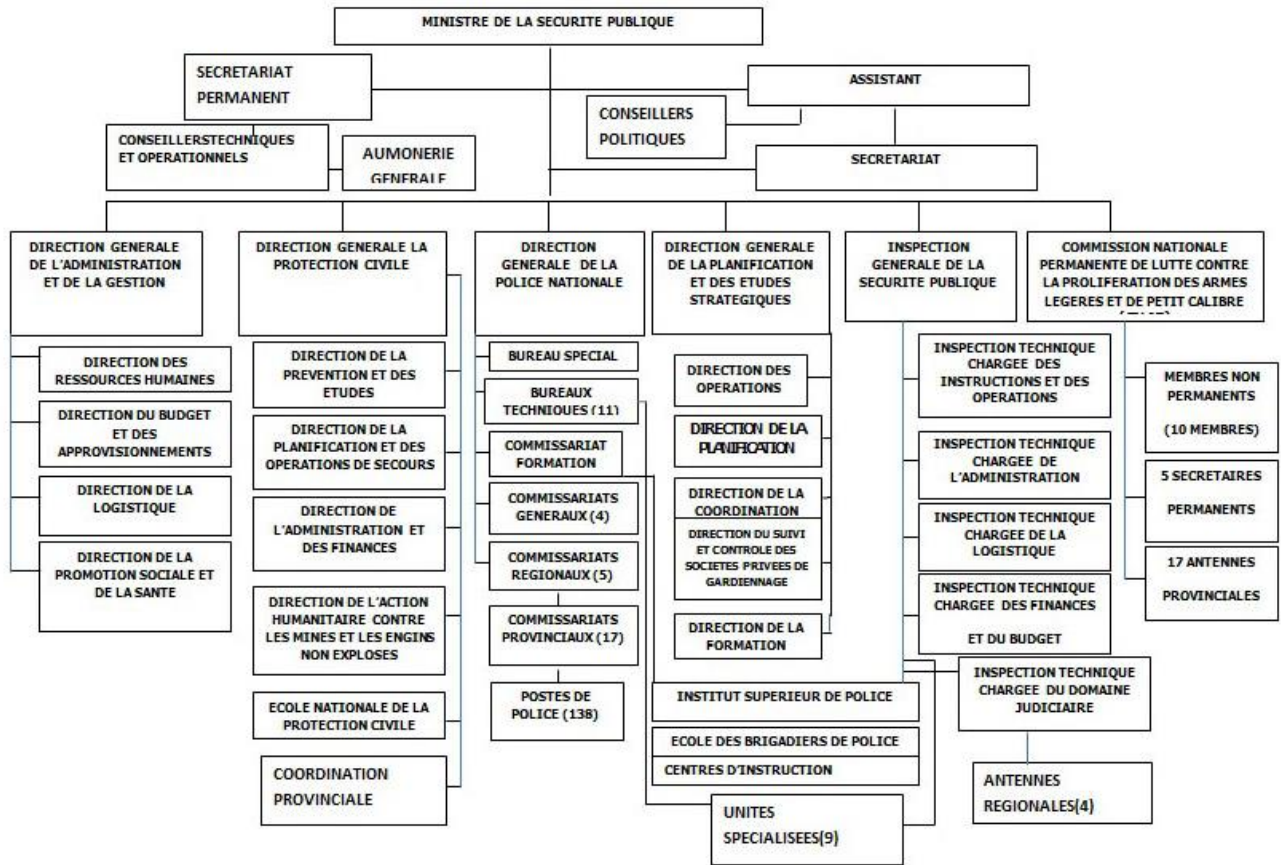 MINISTRE DE LA SECURITE PUBLIQUE
SECRETARIAT
PERMANENT
ASSISTANT
CONSEILLERS
POLITIQUES
CONSEILLERSTECHNIQUES
ET OPERATIONNELS
AUMONERIE
GENERALE
SECRETARIAT
DIRECTION GENERALE
DE L'ADMINISTRATION
ET DE LA GESTION
DIRECTION GENERALE LA
PROTECTION CIVILE
DIRECTION
GENERALE DE LA
POLICE NATIONALE
DIRECTION GENERALE
DE LA PLANIFICATION
ET DES ETUDES
STRATEGIQUES
INSPECTION
GENERALE DE LA
SECURITE PUBLIQUE
COMMISSION NATIONALE
PERMANENTE DE LUTTE CONTRE
LA PROLIFERATION DES ARMES
LEGERES ET DE PETIT CALIBRE
DIRECTION DES
RESSOURCES HUMAINES
DIRECTION DU BUDGET
ET DES
APPROVISIONNEMENTS
DIRECTION DE LA
LOGISTIQUE
DIRECTION DE LA
PROMOTION SOCIALE ET
DE LA SANTE
DIRECTION DE LA
PREVENTION ET DES
ETUDES
DIRECTION DE LA
PLANIFICATION ET DES
OPERATIONS DE SECOURS
DIRECTION DE
L'ADMINISTRATION ET
DES FINANCES
DIRECTION DE L'ACTION
HUMANITAIRE CONTRE
LES MINES ET LES ENGINS
NON EXPLOSES
ECOLE NATIONALE DE LA
PROTECTION CIVILE
COORDINATION
PROVINCIALE
BUREAU SPECIAL
BUREAUX
TECHNIQUES (11)
COMMISSARIAT
FORMATION
COMMISSARIATS
GENERAUX (4)
COMMISSARIATS
REGIONAUX (5)
COMMISSARIATS
PROVINCIAUX (17)
POSTES DE
POLICE (138)
DIRECTION DES
OPERATIONS
DIRECTION DE LA
PLANIFICATION
DIRECTION DE LA
COORDINATION
DIRECTION DU SUIVI
ET CONTROLE DES
SOCIETES PRIVEES DE
GARDIENNAGE
DIRECTION DE LA
FORMATION
INSTITUT SUPERIEUR DE POLICE
ECOLE DES BRIGADIERS DE POLICE
CENTRES D'INSTRUCTION
UNITES
SPECIALISEES(9)
INSPECTION TECHNIQUE
CHARGEE DES
INSTRUCTIONS ET DES
OPERATIONS
INSPECTION TECHNIQUE
CHARGEE DE
L'ADMINISTRATION
INSPECTION TECHNIQUE
CHARGEE DE LA
LOGISTIQUE
INSPECTION TECHNIQUE
CHARGEE DES FINANCES
ET DU BUDGET
INSPECTION TECHNIQUE
CHARGEE DU DOMAINE
JUDICIAIRE
ANTENNES
REGIONALES(4)
MEMBRES NON
PERMANENTS
(10 MEMBRES)
5 SECRETAIRES
PERMANENTS
17 ANTENNES
PROVINCIALES